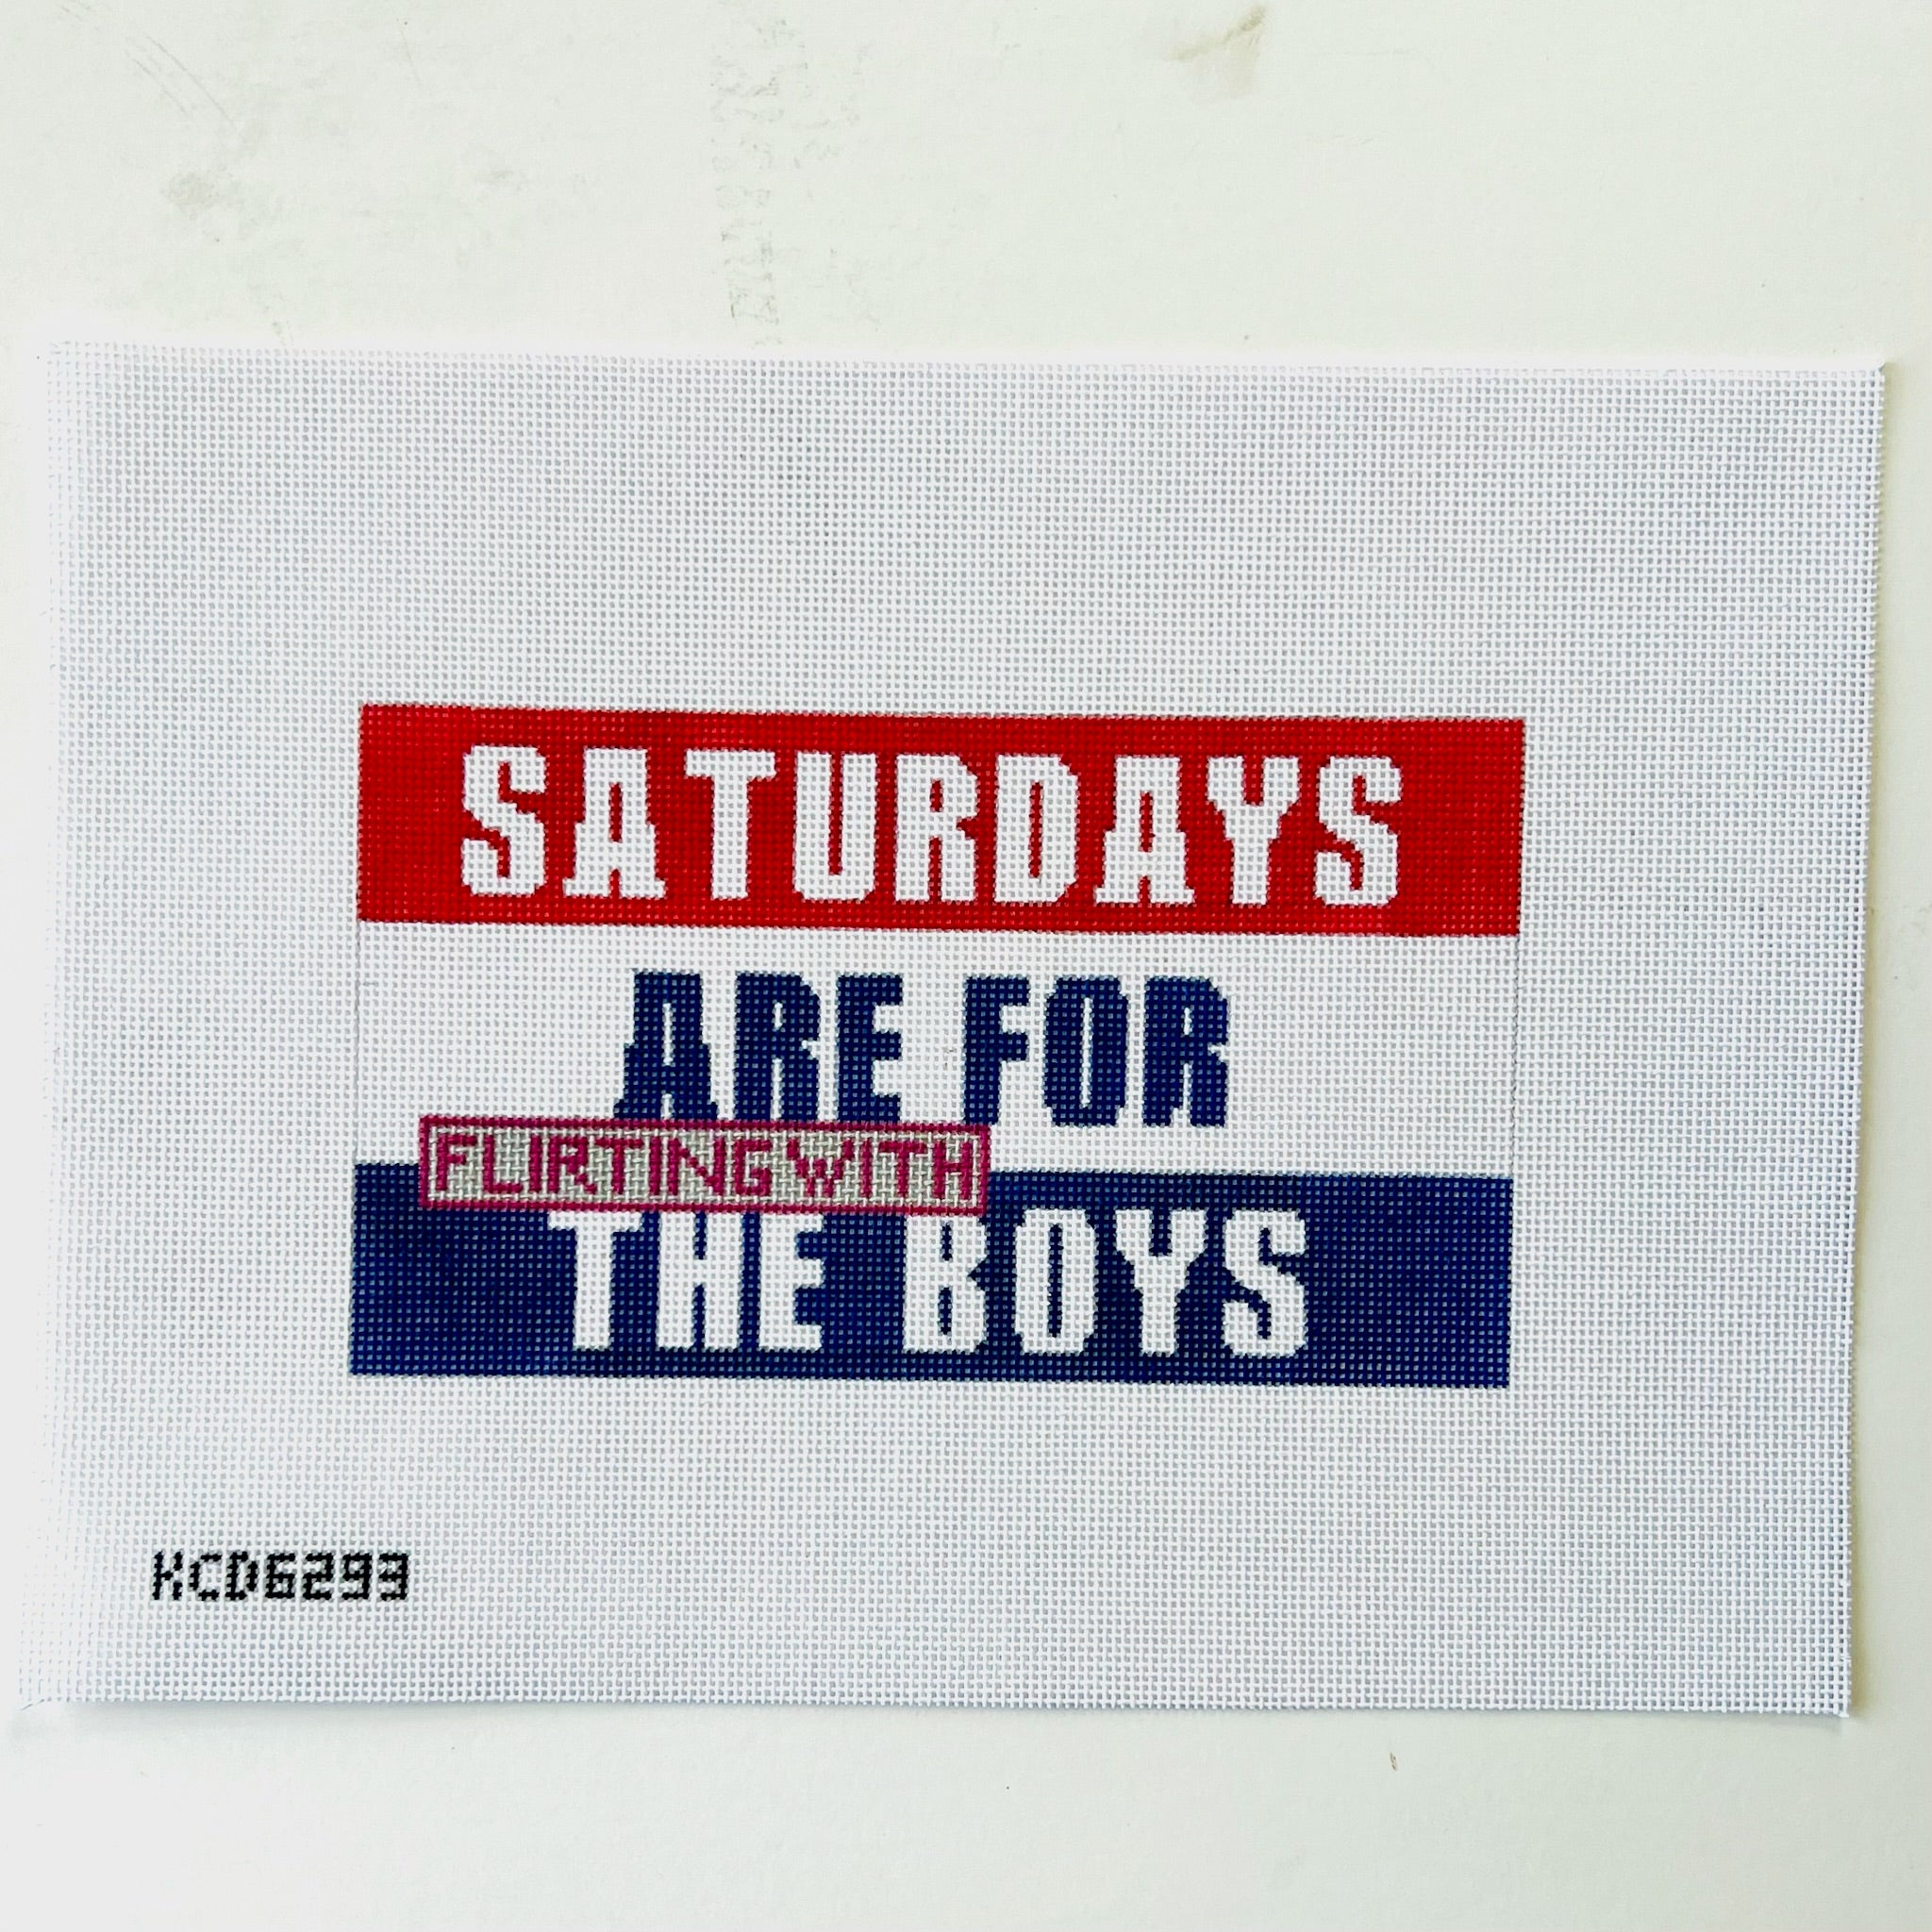 SATURDAYS
ARE FOR
FLIRTING WITH
THE BOYS
KCD6293